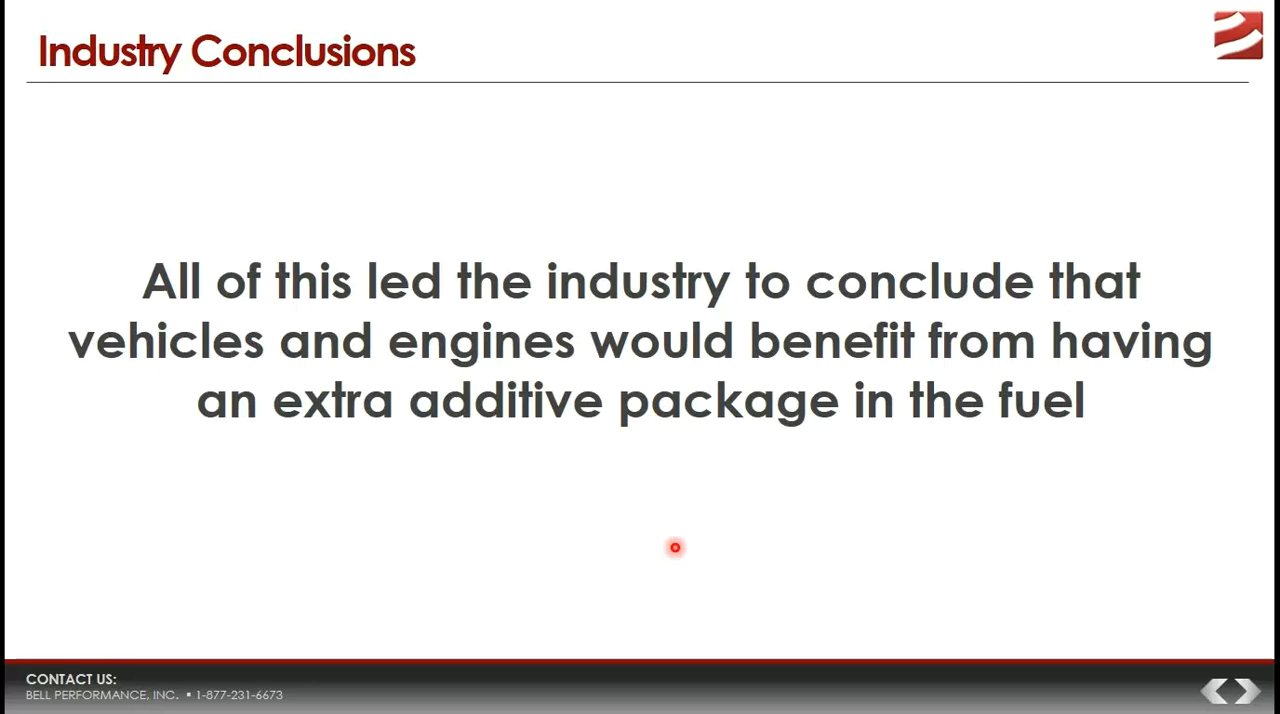 Industry Conclusions
All of this led the industry to conclude that
vehicles and engines would benefit from having
an extra additive package in the fuel
CONTACT US:
BELL PERFORMANCE, INC. ▪ 1-877-231-6673